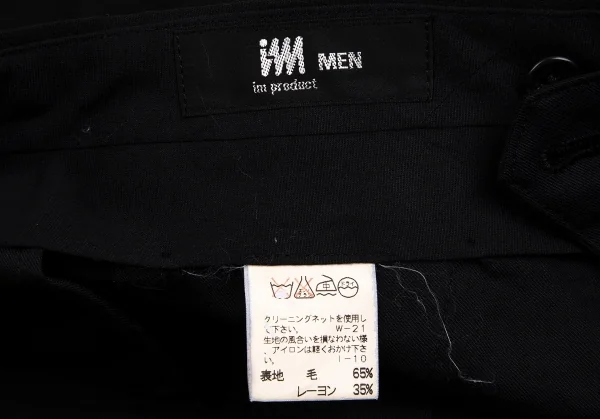 im MEN
im product
クリーニングネットを使用し
て下さい。 W-21
生地の風合いを損なわない様
、アイロンは軽くおかけ下さ
い。 I-10
表地 毛 65%
レーヨン 35%